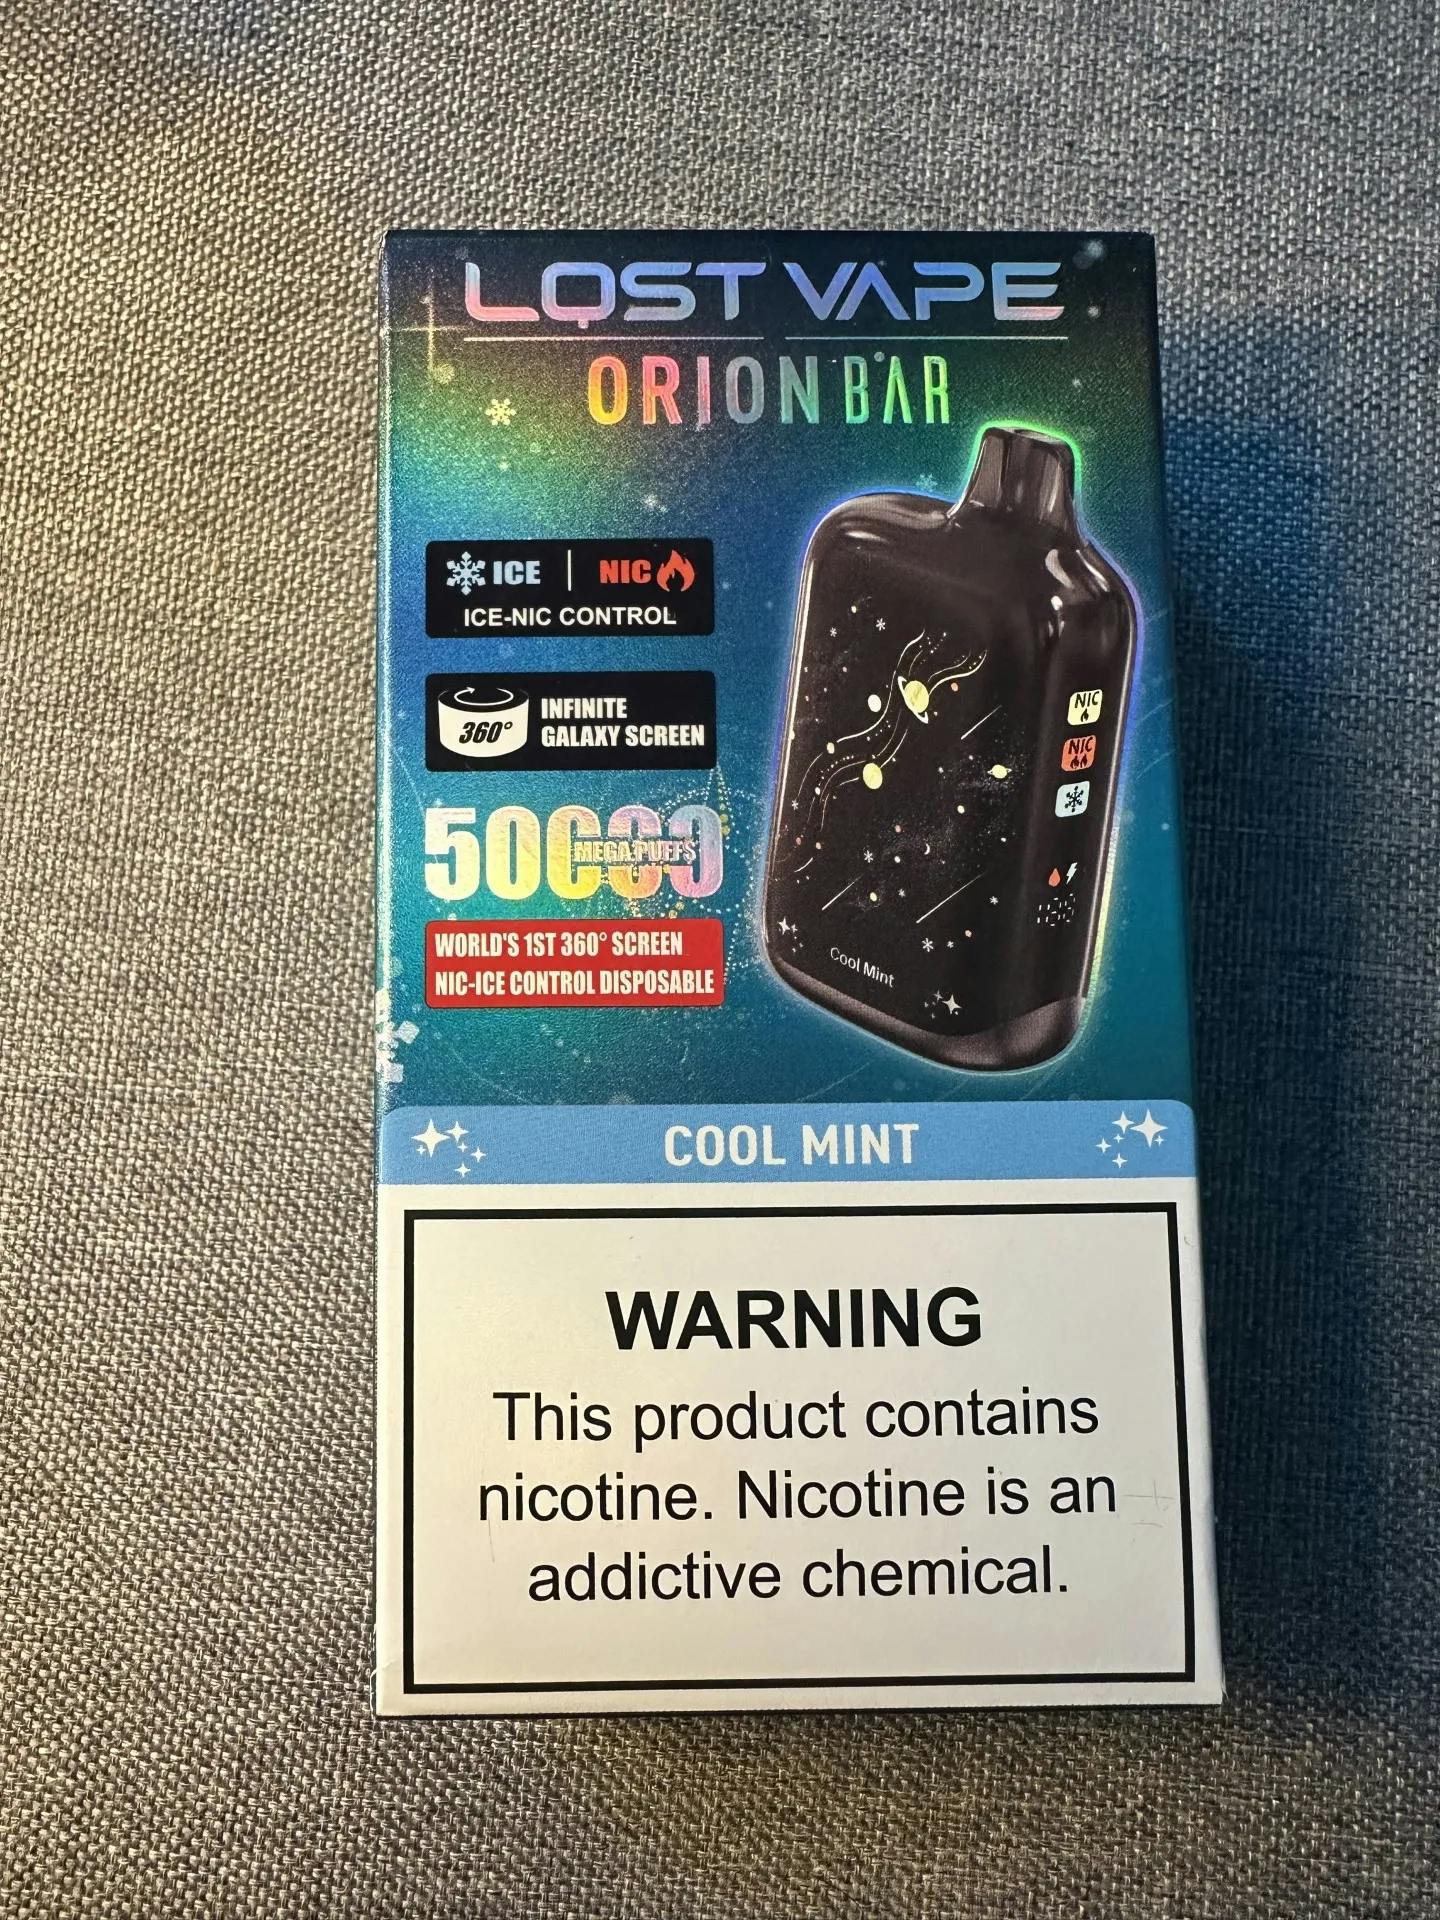 LOST VAPE
ORION BAR
ICE | NIC
ICE-NIC CONTROL
360°
INFINITE
GALAXY SCREEN
50000
MEGA PUFFS
WORLD'S 1ST 360° SCREEN
NIC-ICE CONTROL DISPOSABLE
NIC
NIC
Cool Mint
COOL MINT
WARNING
This product contains
nicotine. Nicotine is an
addictive chemical.